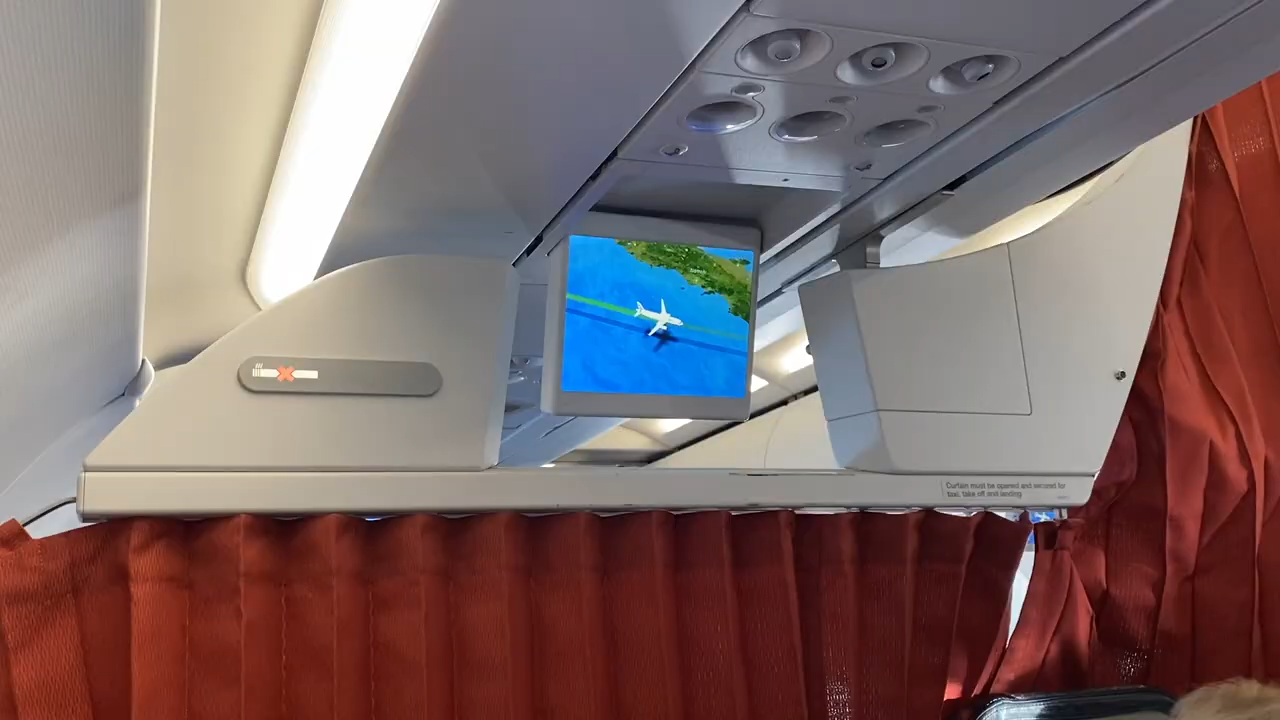 Curtain must be opened and secured for
taxi, take off and landing